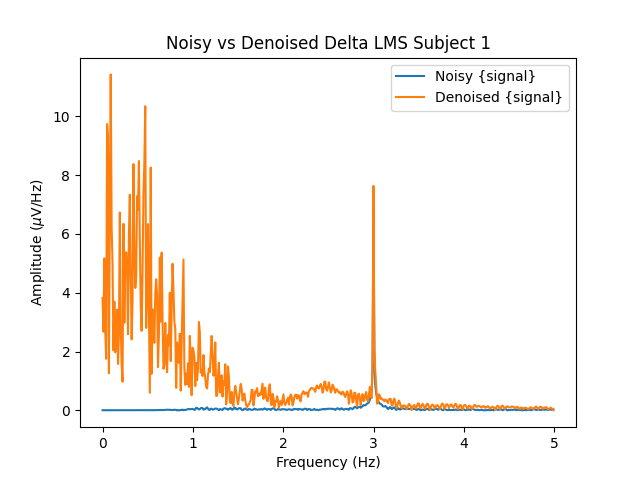 Noisy vs Denoised Delta LMS Subject 1
Noisy {signal}
Denoised {signal}
Amplitude (μV/Hz)
10
8
6
4
2
0
0 1 2 3 4 5
Frequency (Hz)